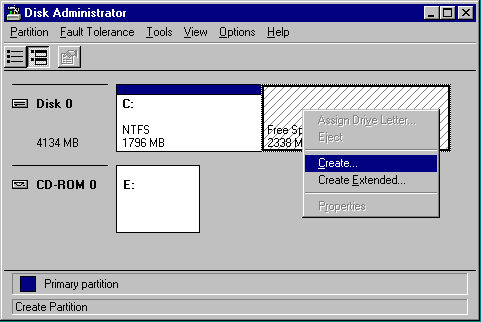 Disk Administrator
Partition Fault Tolerance Tools View Options Help
Disk 0
4134 MB
C:
NTFS
1796 MB
Free Sp
2338 M
Assign Drive Letter...
Eject
Create...
Create Extended...
Properties
CD-ROM 0
E:
Primary partition
Create Partition